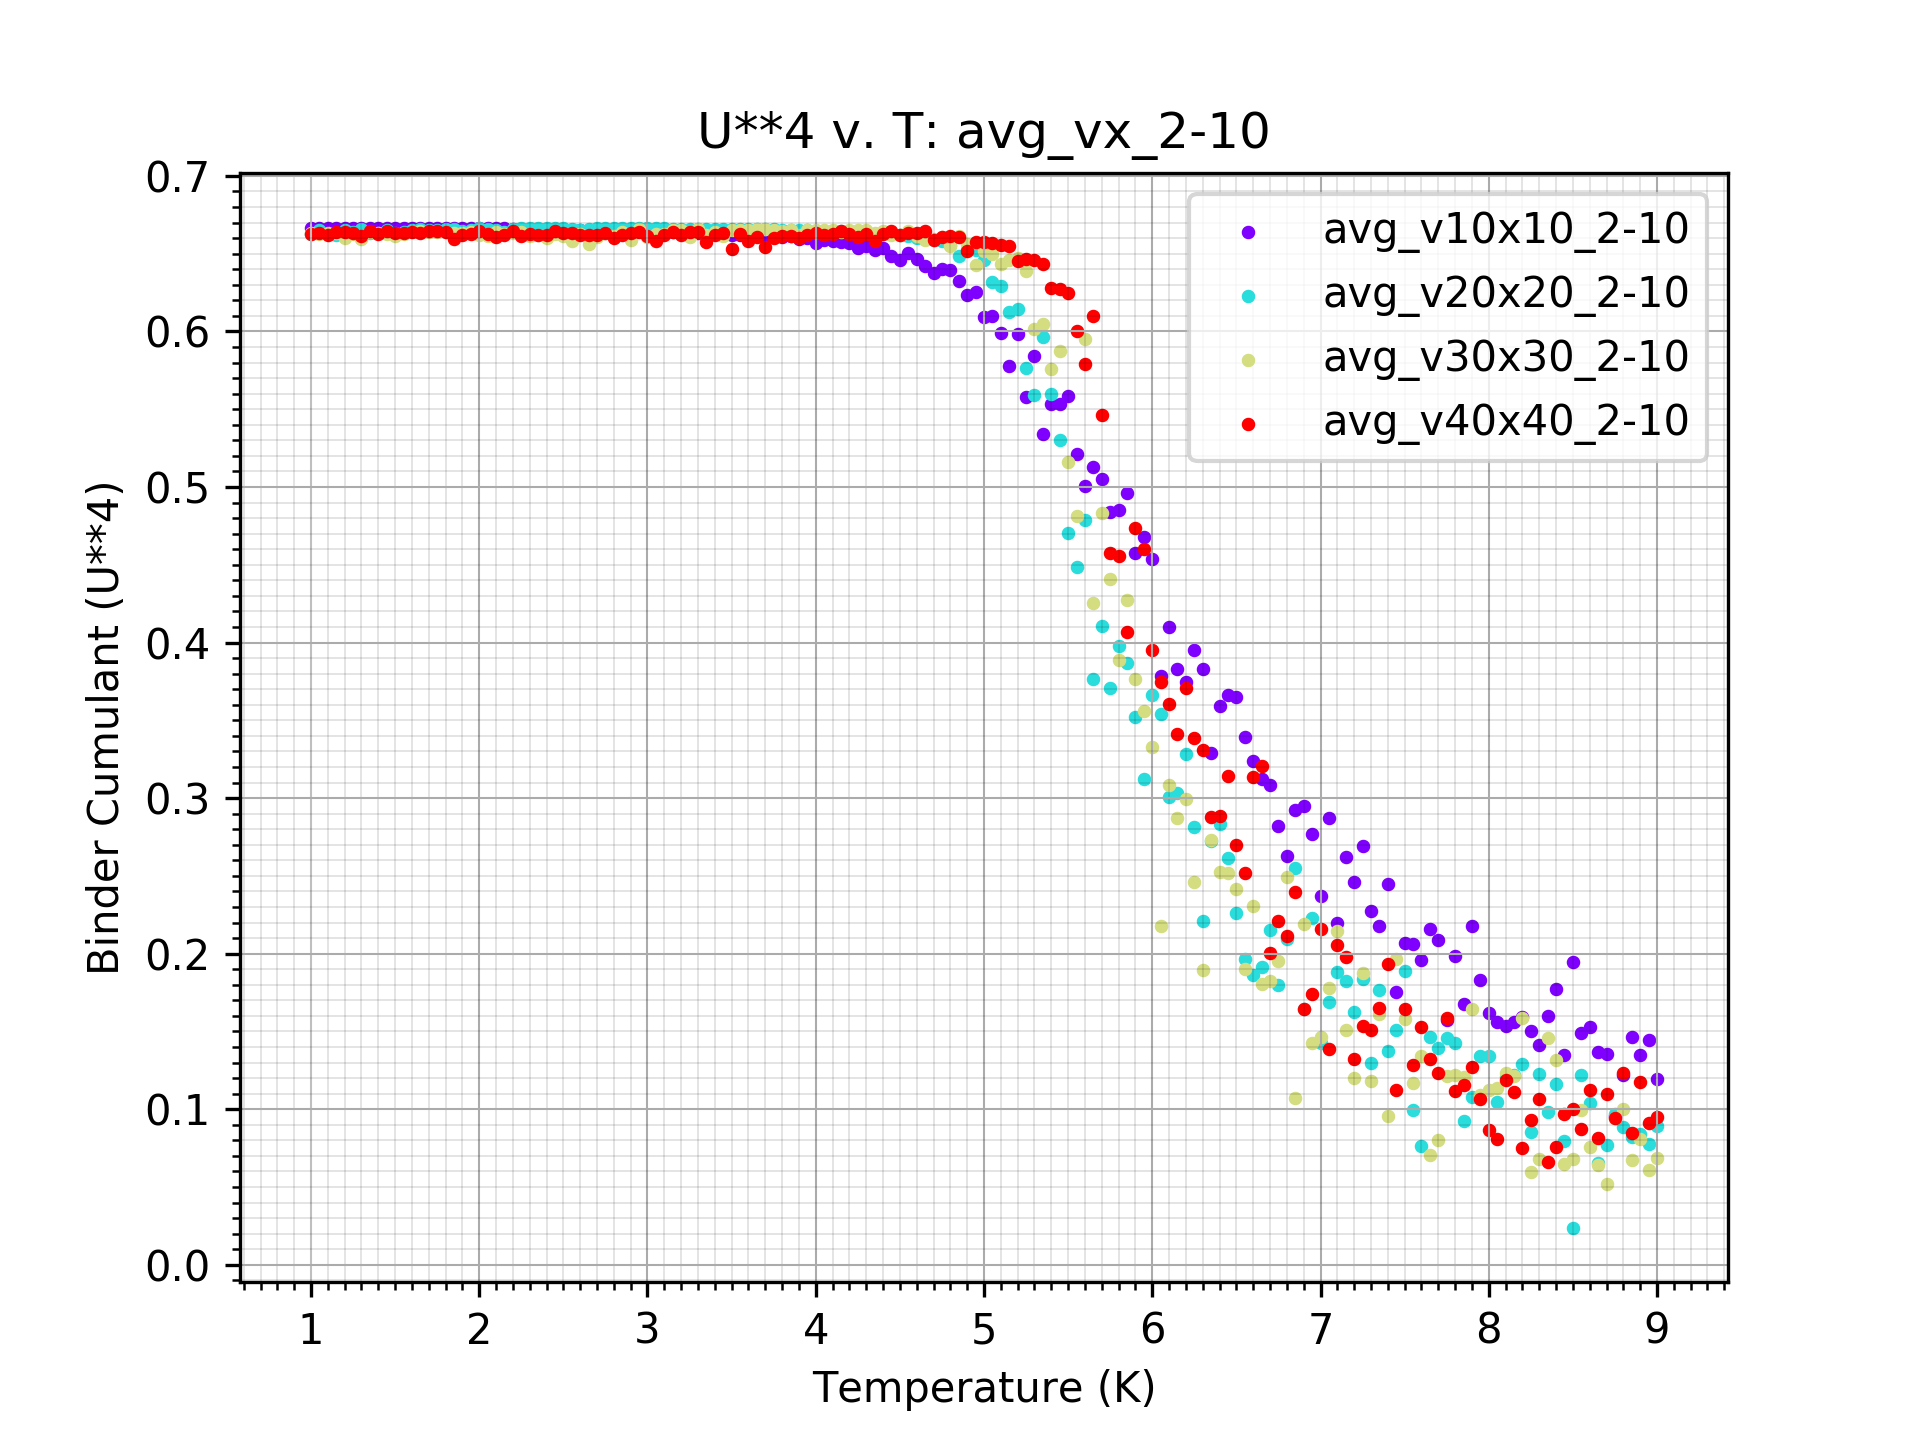 U**4 v. T: avg_vx_2-10
avg_v10x10_2-10
avg_v20x20_2-10
avg_v30x30_2-10
avg_v40x40_2-10
Binder Cumulant (U**4)
0.7
0.6
0.5
0.4
0.3
0.2
0.1
0.0
1 2 3 4 5 6 7 8 9
Temperature (K)